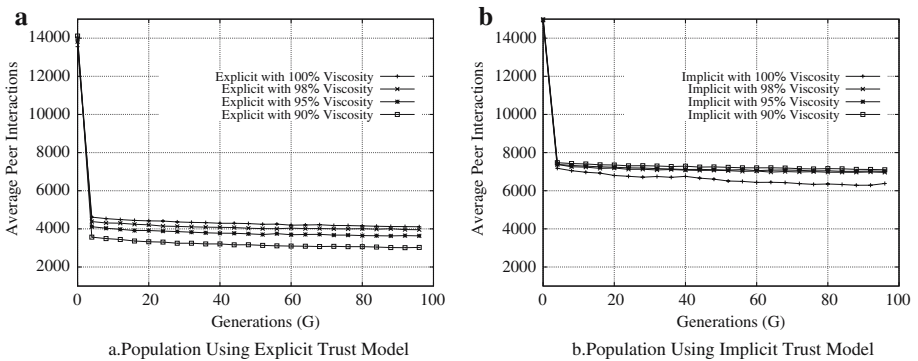 a
14000
12000
10000
8000
6000
4000
2000
0
20
40
60
80
100
Average Peer Interactions
Explicit with 100% Viscosity
Explicit with 98% Viscosity
Explicit with 95% Viscosity
Explicit with 90% Viscosity
Generations (G)
a.Population Using Explicit Trust Model
b
14000
12000
10000
8000
6000
4000
2000
0
20
40
60
80
100
Average Peer Interactions
Implicit with 100% Viscosity
Implicit with 98% Viscosity
Implicit with 95% Viscosity
Implicit with 90% Viscosity
Generations (G)
b.Population Using Implicit Trust Model